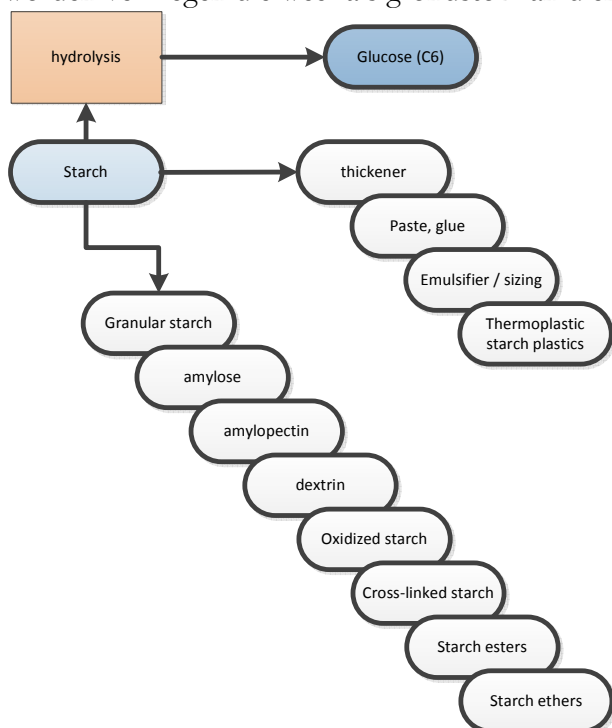 hydrolysis
Glucose (C6)
Starch
thickener
Paste, glue
Emulsifier / sizing
Thermoplastic
starch plastics
Granular starch
amylose
amylopectin
dextrin
Oxidized starch
Cross-linked starch
Starch esters
Starch ethers